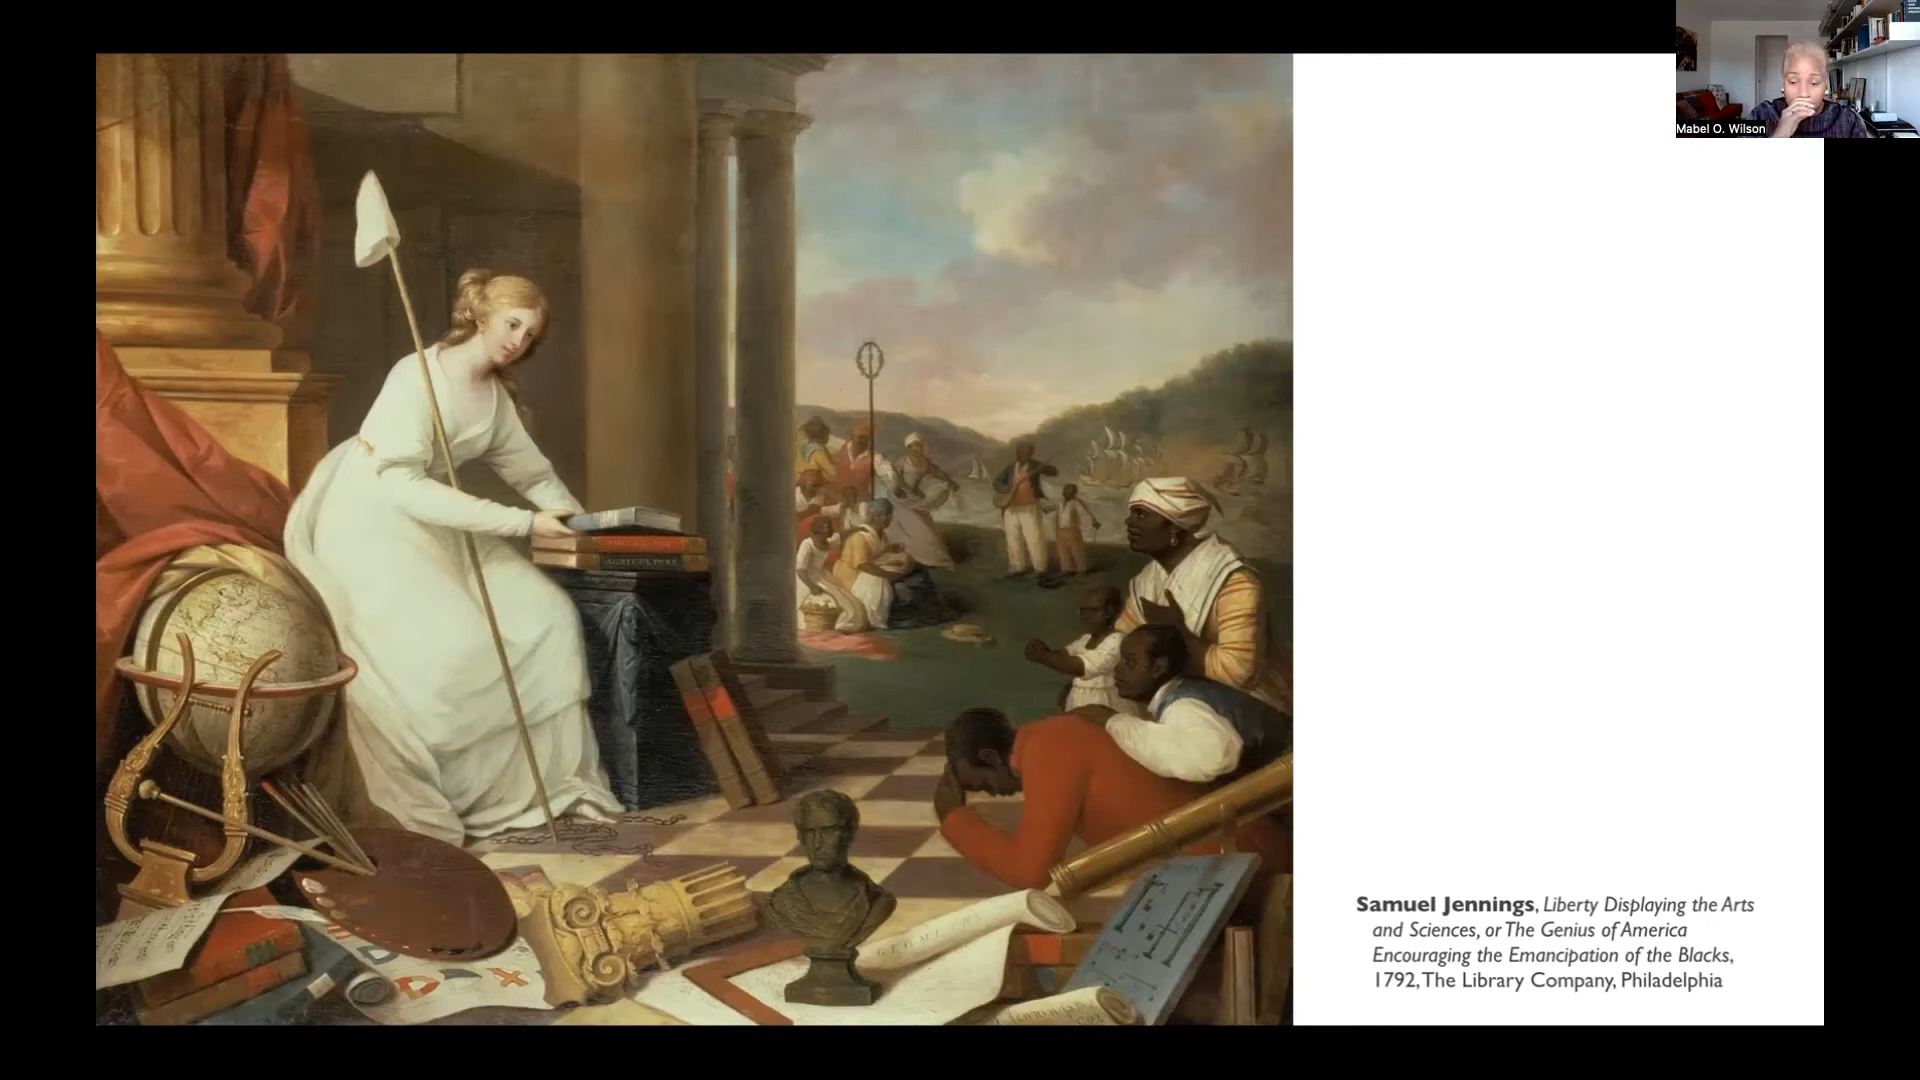 Mabel O. Wilson
AGRICULTURE
Samuel Jennings, Liberty Displaying the Arts
and Sciences, or The Genius of America
Encouraging the Emancipation of the Blacks,
1792, The Library Company, Philadelphia